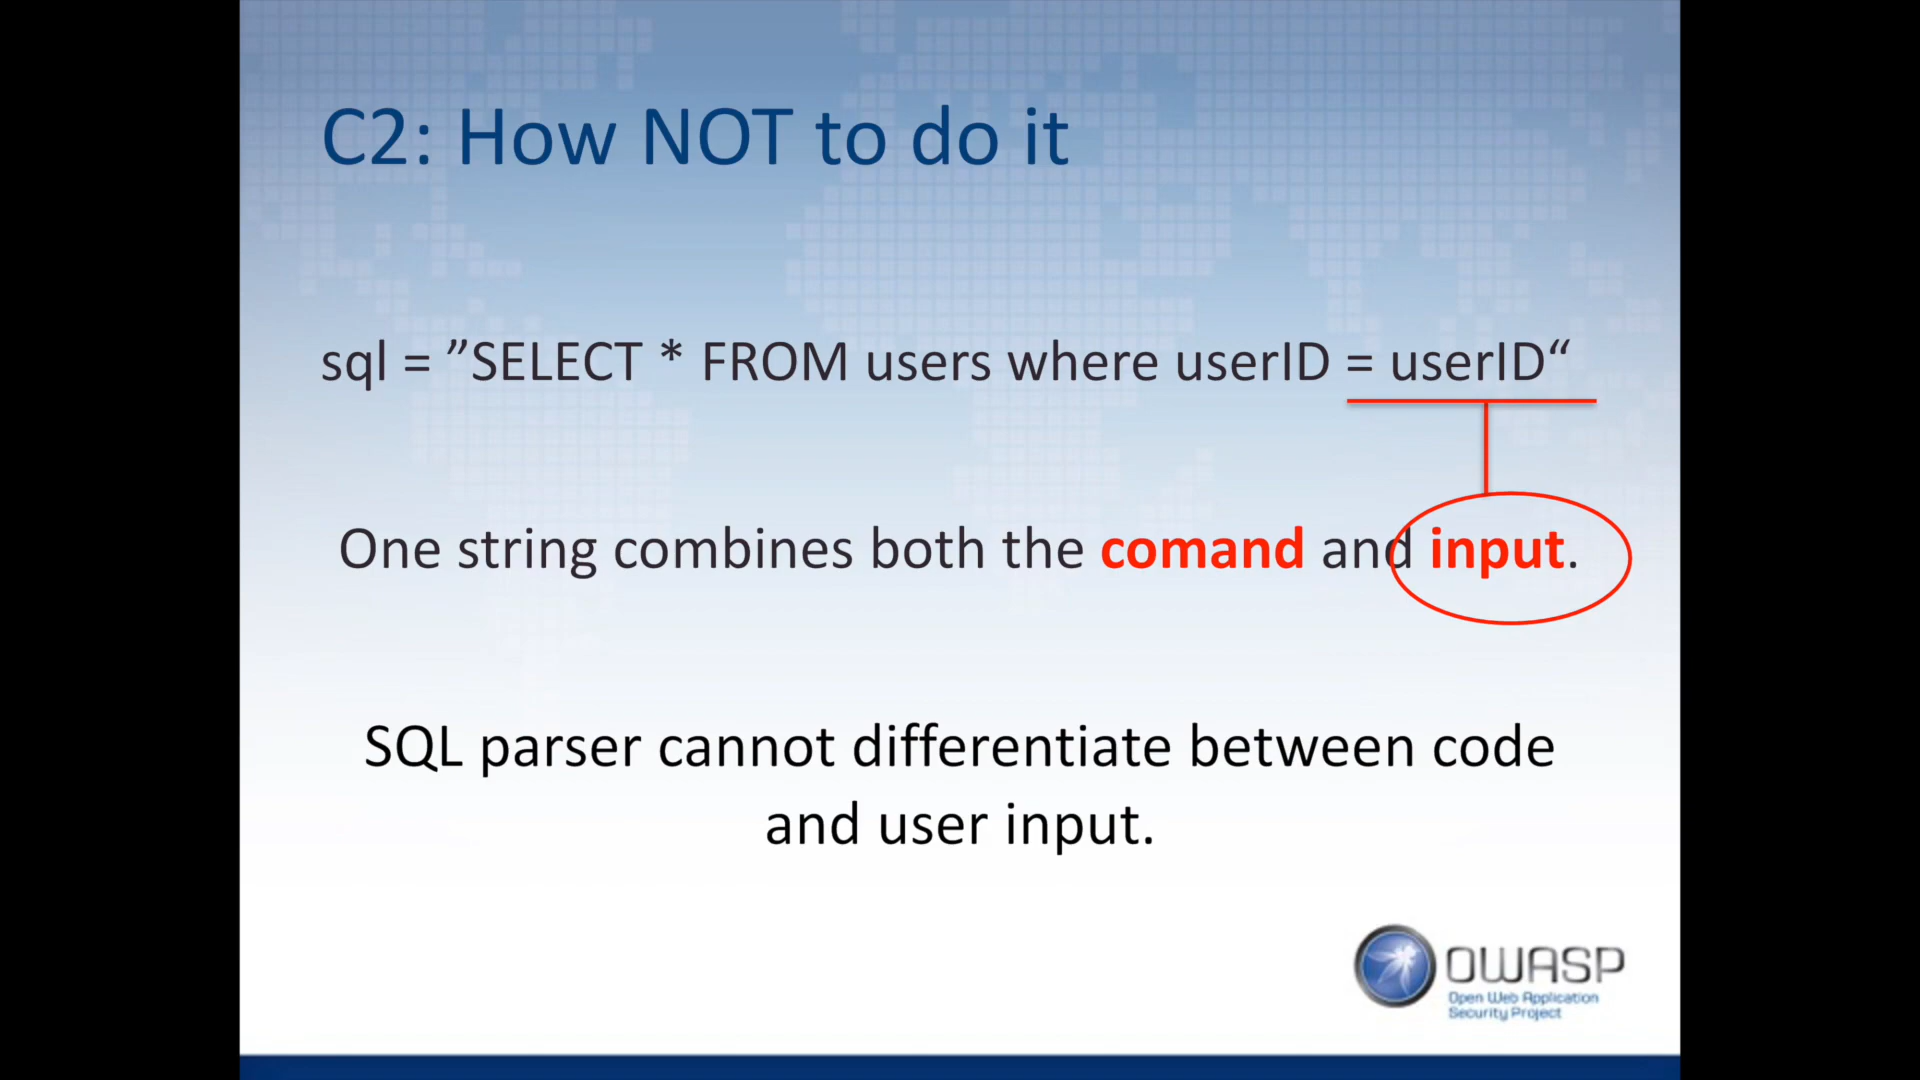 C2: How NOT to do it
sql = ”SELECT * FROM users where userID = userID“
One string combines both the comand and input.
SQL parser cannot differentiate between code
and user input.
OWASP
Open Web Application
Security Project